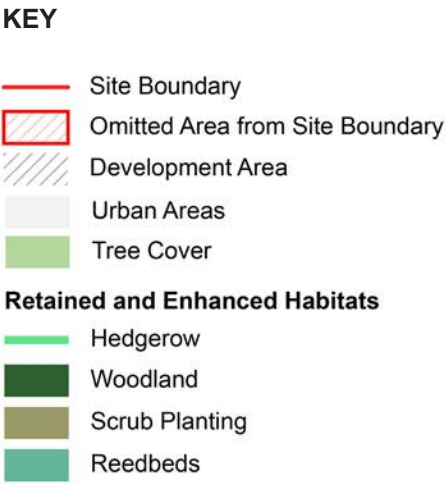 KEY
Site Boundary
Omitted Area from Site Boundary
Development Area
Urban Areas
Tree Cover
Retained and Enhanced Habitats
Hedgerow
Woodland
Scrub Planting
Reedbeds